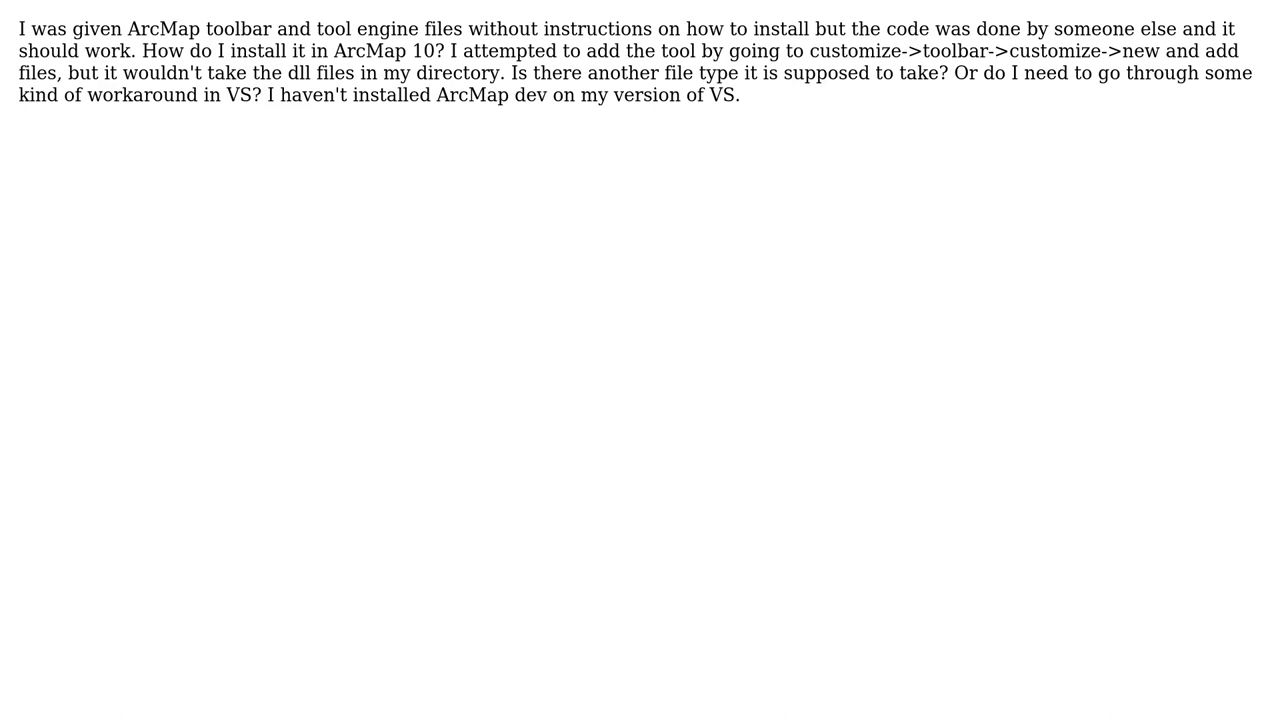 I was given ArcMap toolbar and tool engine files without instructions on how to install but the code was done by someone else and it
should work. How do I install it in ArcMap 10? I attempted to add the tool by going to customize->toolbar->customize->new and add
files, but it wouldn't take the dll files in my directory. Is there another file type it is supposed to take? Or do I need to go through some
kind of workaround in VS? I haven't installed ArcMap dev on my version of VS.